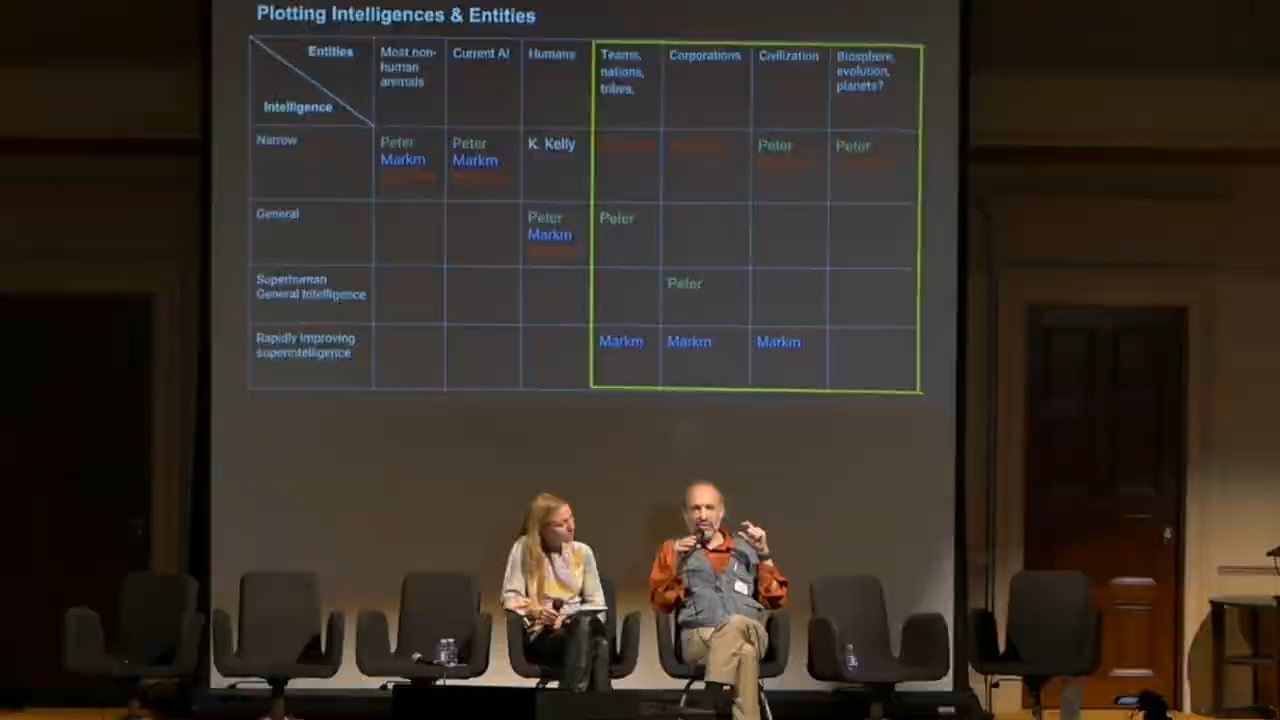 Plotting Intelligences & Entities
Entities
Intelligence
Most non-
human
animals
Current AI
Humans
Teams,
nations,
tribes,
Corporations
Civilization
Biosphere,
evolution,
planets?
Narrow
Peter
Markm
Peter
Markm
K. Kelly
Peter
Peter
General
Peter
Markm
Peter
Superhuman
General Intelligence
Peter
Rapidly improving
superintelligence
Markm
Markm
Markm